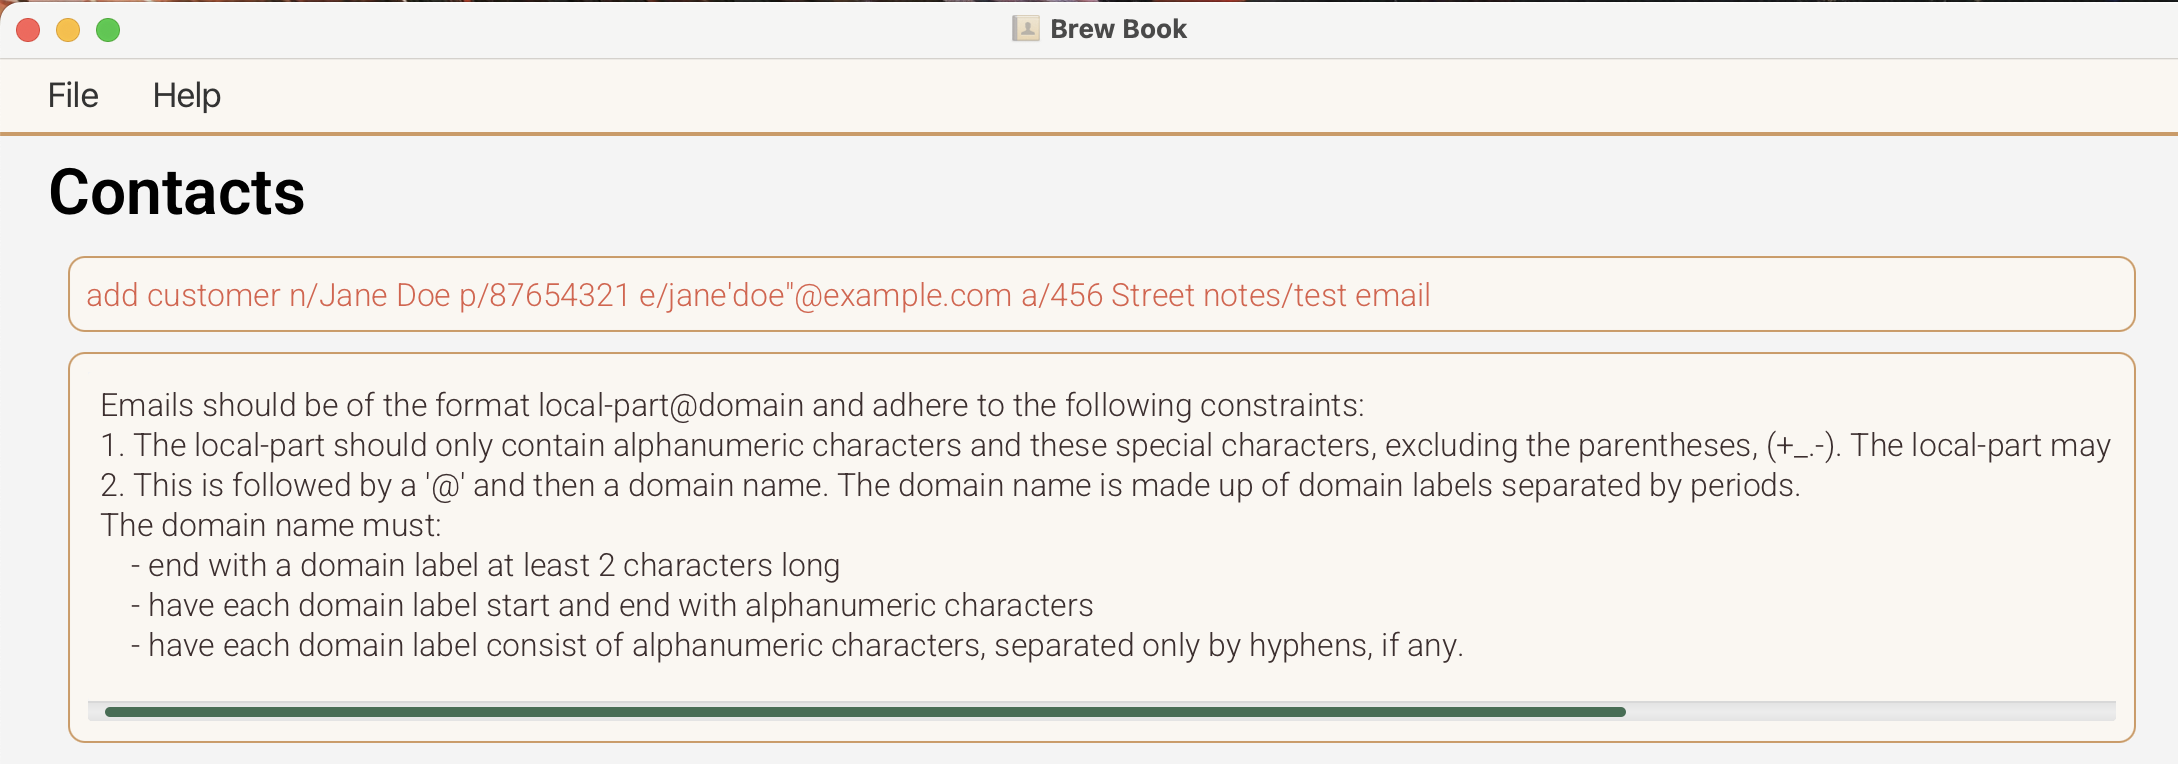 Brew Book
File Help
Contacts
add customer n/Jane Doe p/87654321 e/jane'doe"@example.com a/456 Street notes/test email
Emails should be of the format local-part@domain and adhere to the following constraints:
1. The local-part should only contain alphanumeric characters and these special characters, excluding the parentheses, (+_.-). The local-part may
2. This is followed by a '@' and then a domain name. The domain name is made up of domain labels separated by periods.
The domain name must:
- end with a domain label at least 2 characters long
- have each domain label start and end with alphanumeric characters
- have each domain label consist of alphanumeric characters, separated only by hyphens, if any.